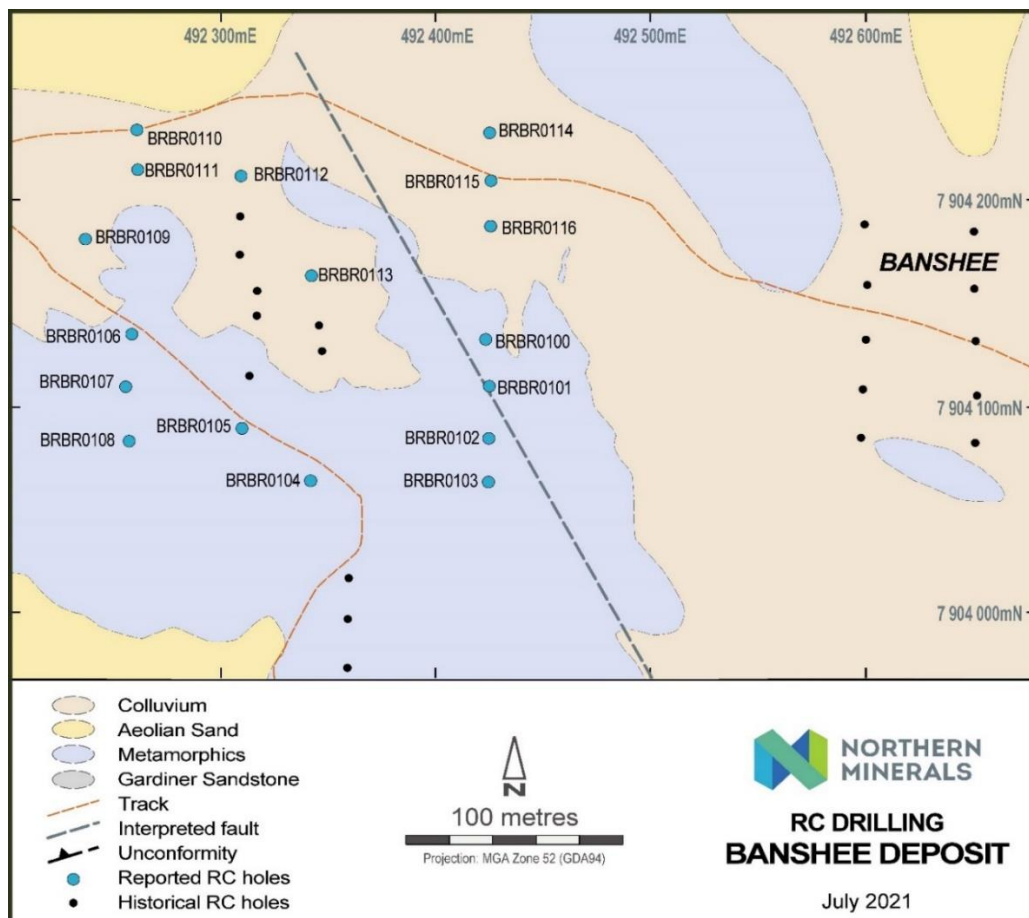 492 300mE
492 400mE
492 500mE
492 600mE
BRBR0110
BRBR0114
BRBR0111
BRBR0112
BRBR0115
7 904 200mN
BRBR0109
BRBR0116
BANSHEE
BRBR0113
BRBR0106
BRBR0100
BRBR0107
BRBR0101
7 904 100mN
BRBR0105
BRBR0108
BRBR0102
BRBR0104
BRBR0103
7 904 000mN
Colluvium
Aeolian Sand
Metamorphics
Gardiner Sandstone
Track
Interpreted fault
Unconformity
Reported RC holes
Historical RC holes
N
100 metres
Projection: MGA Zone 52 (GDA94)
NORTHERN
MINERALS
RC DRILLING
BANSHEE DEPOSIT
July 2021